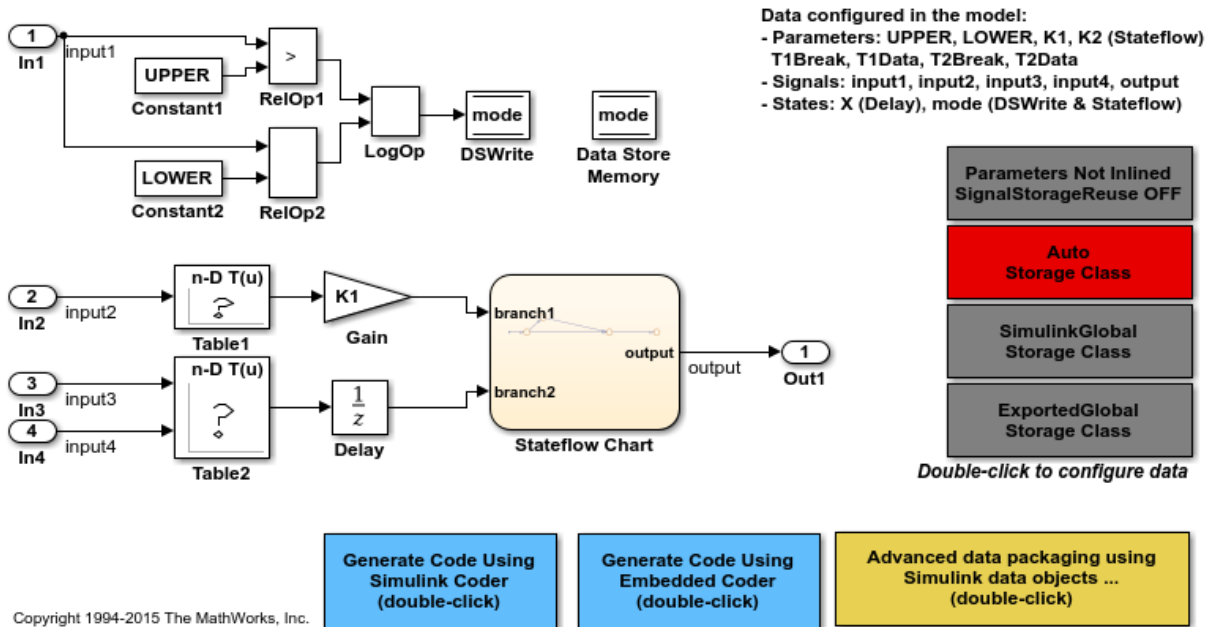 1
In1
input1
UPPER
Constant1
>
RelOp1
LOWER
Constant2
RelOp2
LogOp
mode
DSWrite
mode
Data Store
Memory
Data configured in the model:
- Parameters: UPPER, LOWER, K1, K2 (Stateflow)
T1Break, T1Data, T2Break, T2Data
- Signals: input1, input2, input3, input4, output
- States: X (Delay), mode (DSWrite & Stateflow)
Parameters Not Inlined
SignalStorageReuse OFF
Auto
Storage Class
SimulinkGlobal
Storage Class
ExportedGlobal
Storage Class
Double-click to configure data
2
In2
input2
n-D T(u)
?
Table1
K1
Gain
3
In3
input3
4
In4
input4
n-D T(u)
?
Table2
1
z
Delay
branch1
branch2
output
Stateflow Chart
output
1
Out1
Generate Code Using
Simulink Coder
(double-click)
Generate Code Using
Embedded Coder
(double-click)
Advanced data packaging using
Simulink data objects ...
(double-click)
Copyright 1994-2015 The MathWorks, Inc.